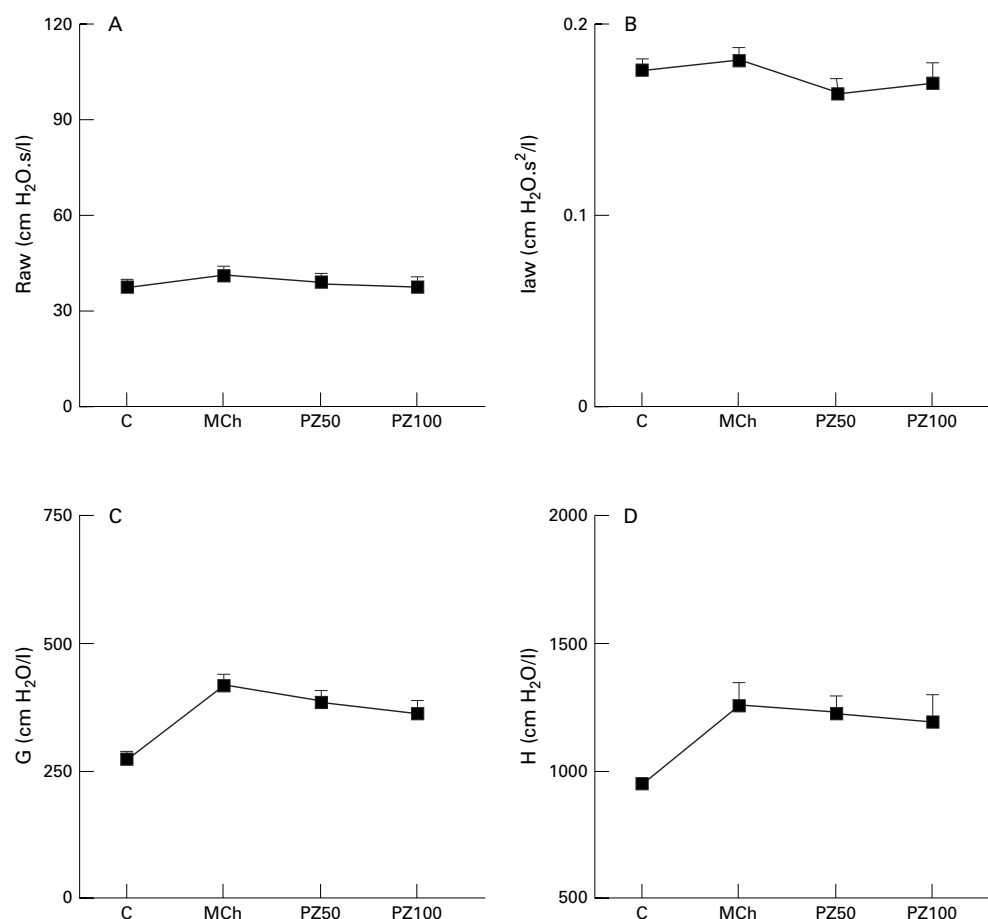 A
120
90
60
30
0
Raw (cm H₂O.s/l)
C MCh PZ50 PZ100
B
0.2
0.1
0
Iaw (cm H₂O.s²/l)
C MCh PZ50 PZ100
C
750
500
250
0
G (cm H₂O/l)
C MCh PZ50 PZ100
D
2000
1500
1000
500
H (cm H₂O/l)
C MCh PZ50 PZ100